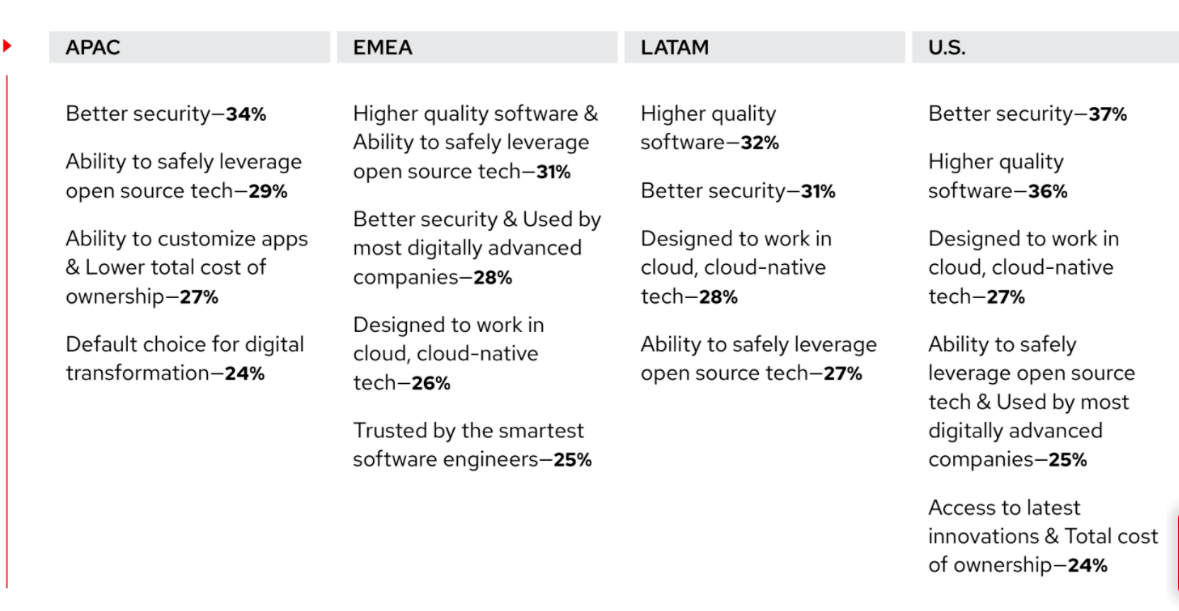 APAC
Better security—34%
Ability to safely leverage
open source tech—29%
Ability to customize apps
& Lower total cost of
ownership—27%
Default choice for digital
transformation—24%
EMEA
Higher quality software &
Ability to safely leverage
open source tech—31%
Better security & Used by
most digitally advanced
companies—28%
Designed to work in
cloud, cloud-native
tech—26%
Trusted by the smartest
software engineers—25%
LATAM
Higher quality
software—32%
Better security—31%
Designed to work in
cloud, cloud-native
tech—28%
Ability to safely leverage
open source tech—27%
U.S.
Better security—37%
Higher quality
software—36%
Designed to work in
cloud, cloud-native
tech—27%
Ability to safely
leverage open source
tech & Used by most
digitally advanced
companies—25%
Access to latest
innovations & Total cost
of ownership—24%